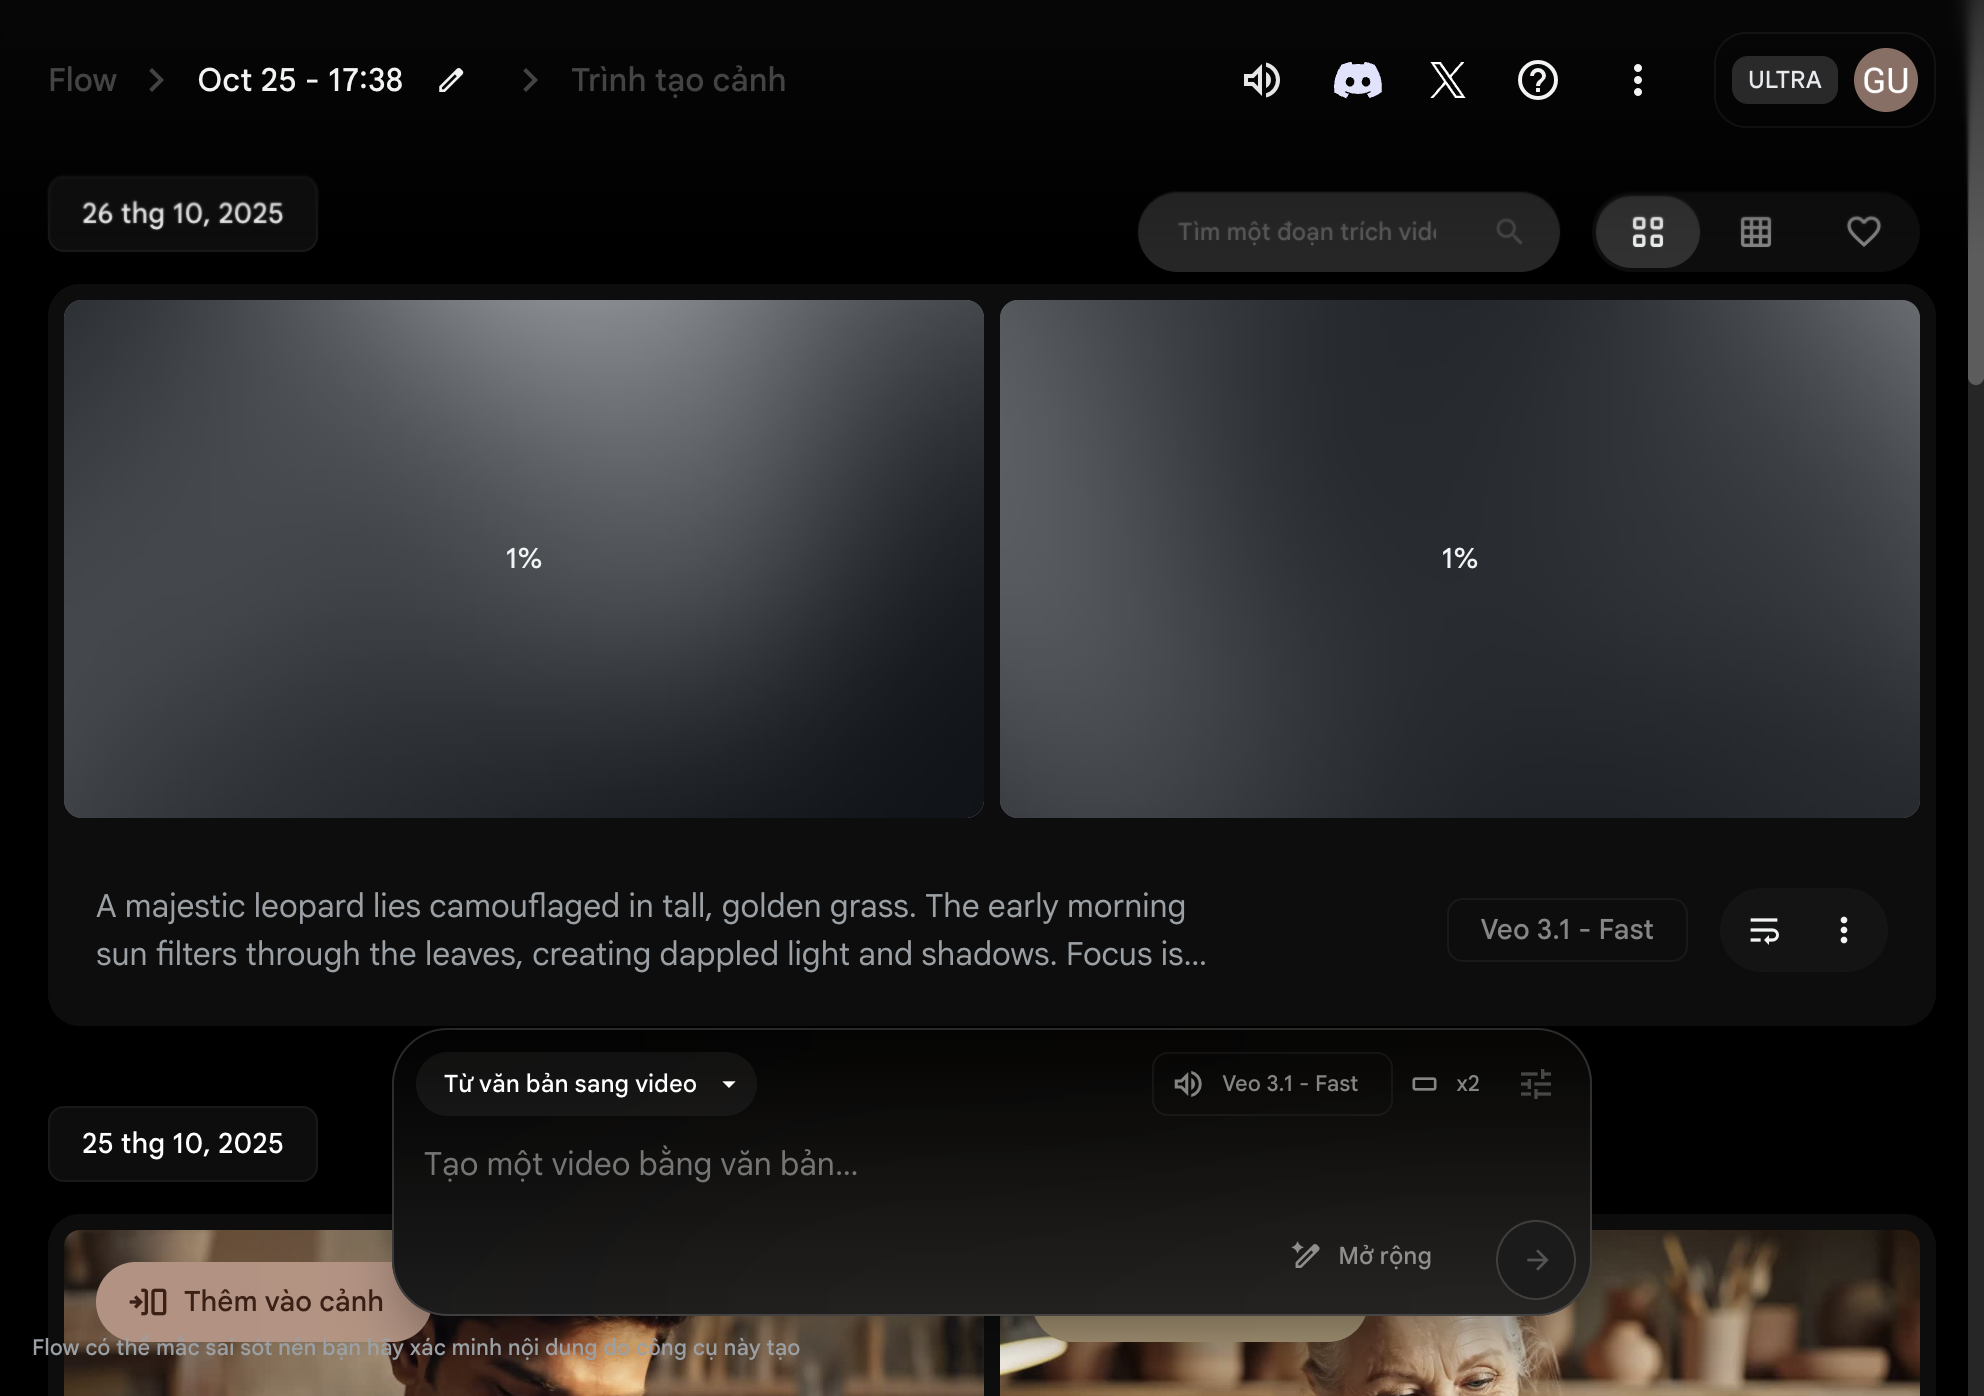 Flow
Oct 25 - 17:38
Trình tạo cảnh
ULTRA
GU
26 thg 10, 2025
Tìm một đoạn trích
1%
1%
A majestic leopard lies camouflaged in tall, golden grass. The early morning
sun filters through the leaves, creating dappled light and shadows. Focus is...
Veo 3.1 - Fast
25 thg 10, 2025
Từ văn bản sang video
Veo 3.1 - Fast
x2
Tạo một video bằng văn bản...
Mở rộng
Thêm vào cảnh
Flow có thể mắc sai sót nên bạn hãy xác minh nội dung do công cụ này tạo